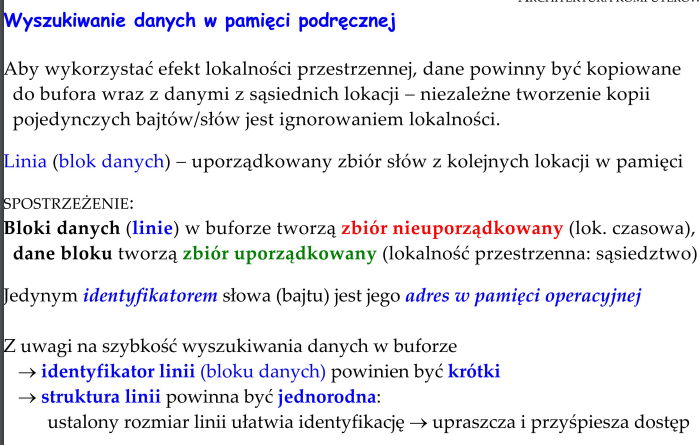 ARCHITEKTURA KOMPUTERÓW
Wyszukiwanie danych w pamięci podręcznej
Aby wykorzystać efekt lokalności przestrzennej, dane powinny być kopiowane
do bufora wraz z danymi z sąsiednich lokacji – niezależne tworzenie kopii
pojedynczych bajtów/słów jest ignorowaniem lokalności.
Linia (blok danych) – uporządkowany zbiór słów z kolejnych lokacji w pamięci
SPOSTRZEŻENIE:
Bloki danych (linie) w buforze tworzą zbiór nieuporządkowany (lok. czasowa),
dane bloku tworzą zbiór uporządkowany (lokalność przestrzenna: sąsiedztwo)
Jedynym identyfikatorem słowa (bajtu) jest jego adres w pamięci operacyjnej
Z uwagi na szybkość wyszukiwania danych w buforze
→ identyfikator linii (bloku danych) powinien być krótki
→ struktura linii powinna być jednorodna:
ustalony rozmiar linii ułatwia identyfikację → upraszcza i przyśpiesza dostęp